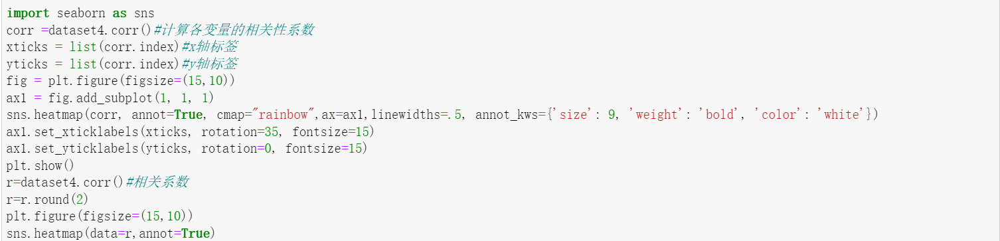 import seaborn as sns
corr =dataset4.corr()#计算各变量的相关性系数
xticks = list(corr.index)#x轴标签
yticks = list(corr.index)#y轴标签
fig = plt.figure(figsize=(15,10))
ax1 = fig.add_subplot(1, 1, 1)
sns.heatmap(corr, annot=True, cmap="rainbow",ax=ax1,linewidths=.5, annot_kws={'size': 9, 'weight': 'bold', 'color': 'white'})
ax1.set_xticklabels(xticks, rotation=35, fontsize=15)
ax1.set_yticklabels(yticks, rotation=0, fontsize=15)
plt.show()
r=dataset4.corr()#相关系数
r=r.round(2)
plt.figure(figsize=(15,10))
sns.heatmap(data=r,annot=True)